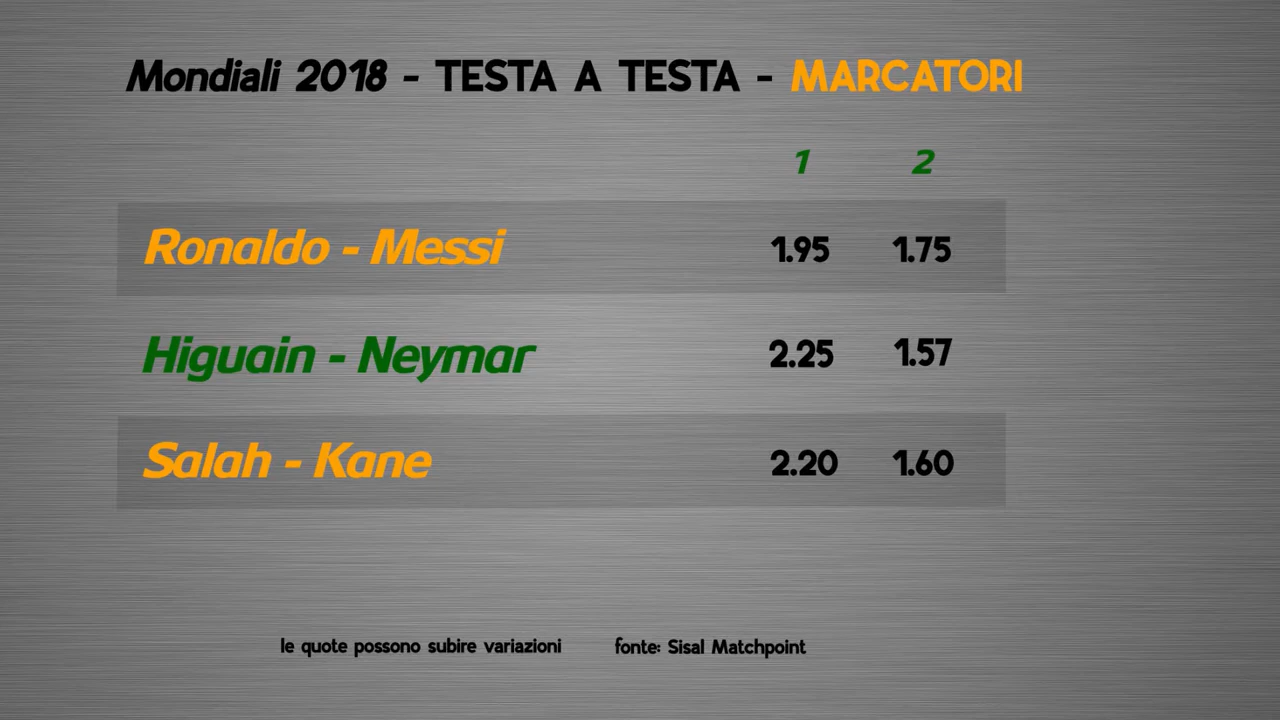 Mondiali 2018 - TESTA A TESTA - MARCATORI
1 2
Ronaldo - Messi 1.95 1.75
Higuain - Neymar 2.25 1.57
Salah - Kane 2.20 1.60
le quote possono subire variazioni fonte: Sisal Matchpoint